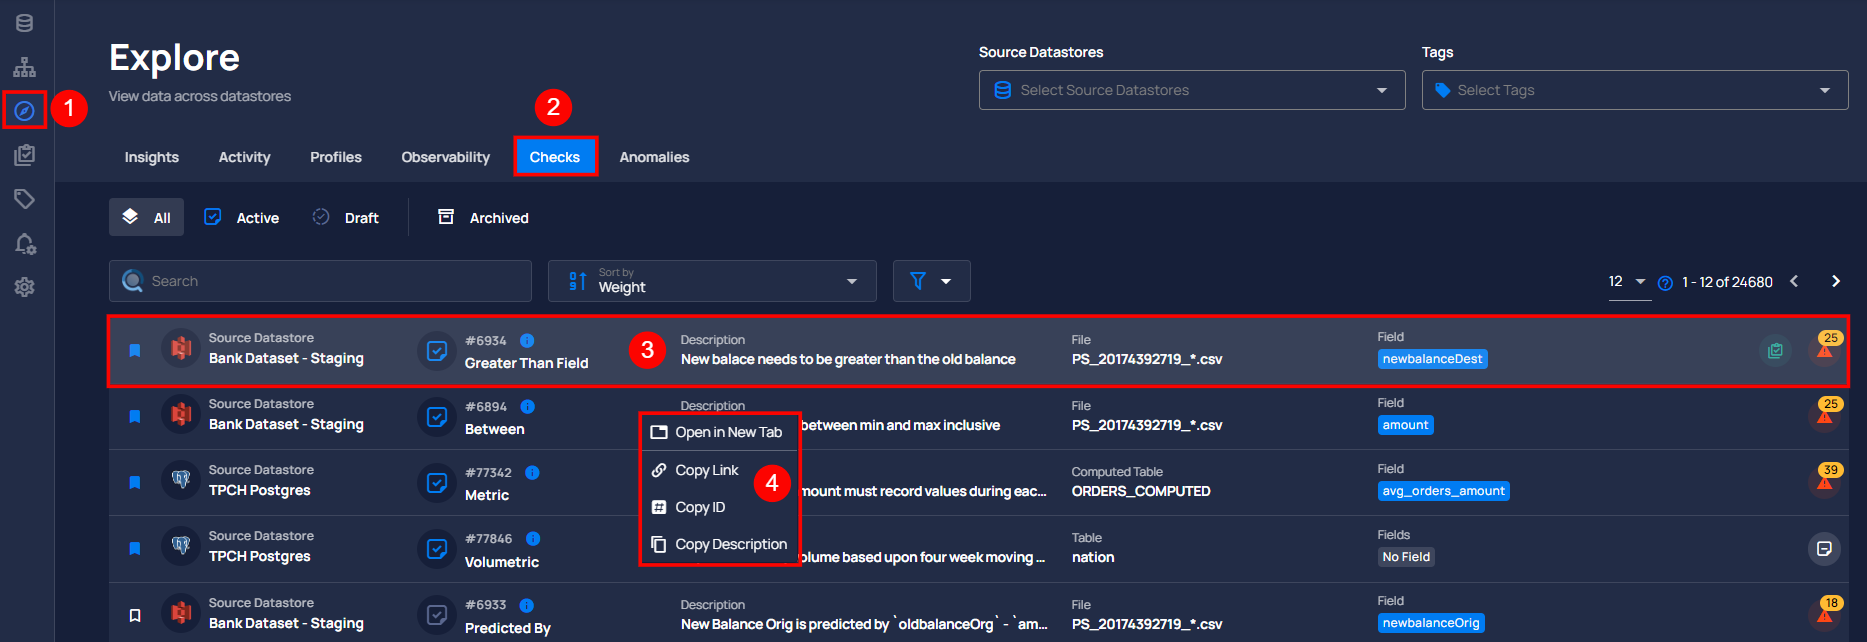 1
Explore
View data across datastores
Source Datastores
Select Source Datastores
Tags
Select Tags
2
Insights Activity Profiles Observability Checks Anomalies
All Active Draft Archived
Search
Sort by
Weight
12 1 - 12 of 24680
Source Datastore
Bank Dataset - Staging
#6934
Greater Than Field
3
Description
New balace needs to be greater than the old balance
File
PS_20174392719_*.csv
Field
newbalanceDest
25
Source Datastore
Bank Dataset - Staging
#6894
Between
Description
between min and max inclusive
File
PS_20174392719_*.csv
Field
amount
25
Open in New Tab
Copy Link
4
Copy ID
Copy Description
Source Datastore
TPCH Postgres
#77342
Metric
mount must record values during eac...
Computed Table
ORDERS_COMPUTED
Field
avg_orders_amount
39
Source Datastore
TPCH Postgres
#77846
Volumetric
olume based upon four week moving ...
Table
nation
Fields
No Field
Source Datastore
Bank Dataset - Staging
#6933
Predicted By
Description
New Balance Orig is predicted by `oldbalanceOrg` - `am...
File
PS_20174392719_*.csv
Field
newbalanceOrig
18